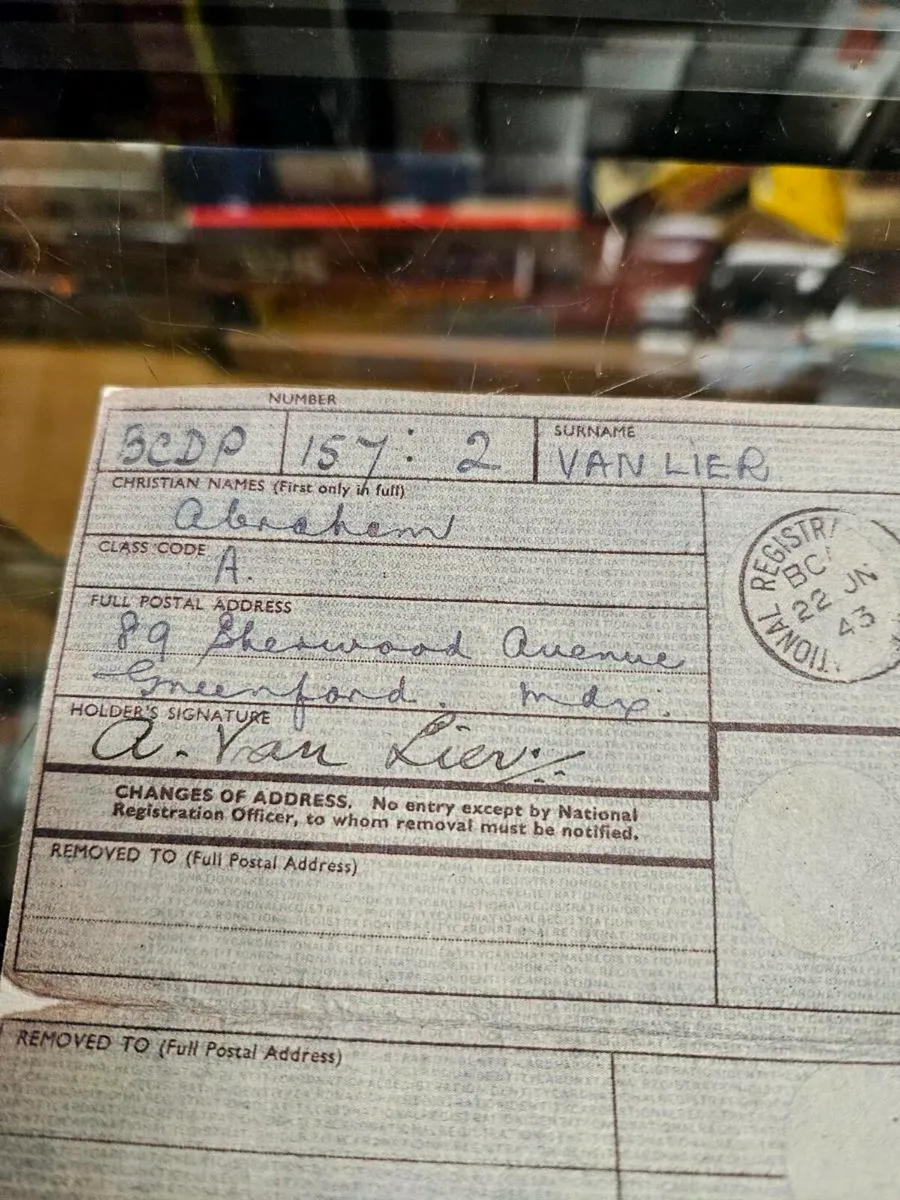 NUMBER
BCDP 157: 2
SURNAME
VAN LIER
CHRISTIAN NAMES (First only in full)
Abraham
CLASS CODE
A.
FULL POSTAL ADDRESS
89 Sherwood Avenue
Greenford. Mdx.
HOLDER'S SIGNATURE
A. Van Lier
CHANGES OF ADDRESS. No entry except by National
Registration Officer, to whom removal must be notified.
REMOVED TO (Full Postal Address)
REMOVED TO (Full Postal Address)
TIONAL REGISTRA
BC
22 JN
43